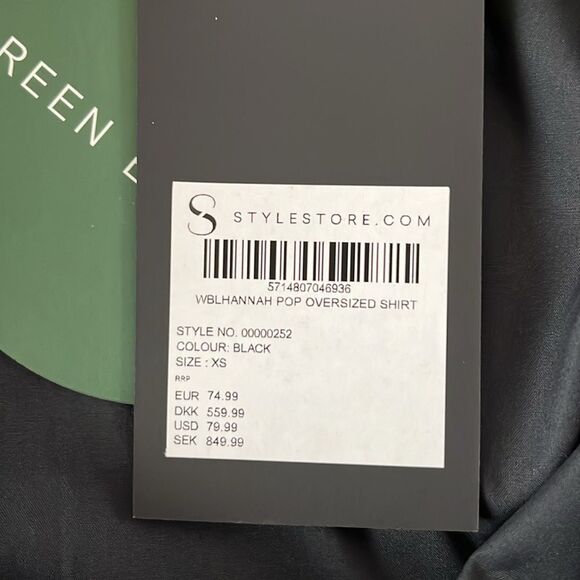 REEN
STYLESTORE.COM
5714807046936
WBLHANNAH POP OVERSIZED SHIRT
STYLE NO. 00000252
COLOUR: BLACK
SIZE : XS
RRP
EUR 74.99
DKK 559.99
USD 79.99
SEK 849.99